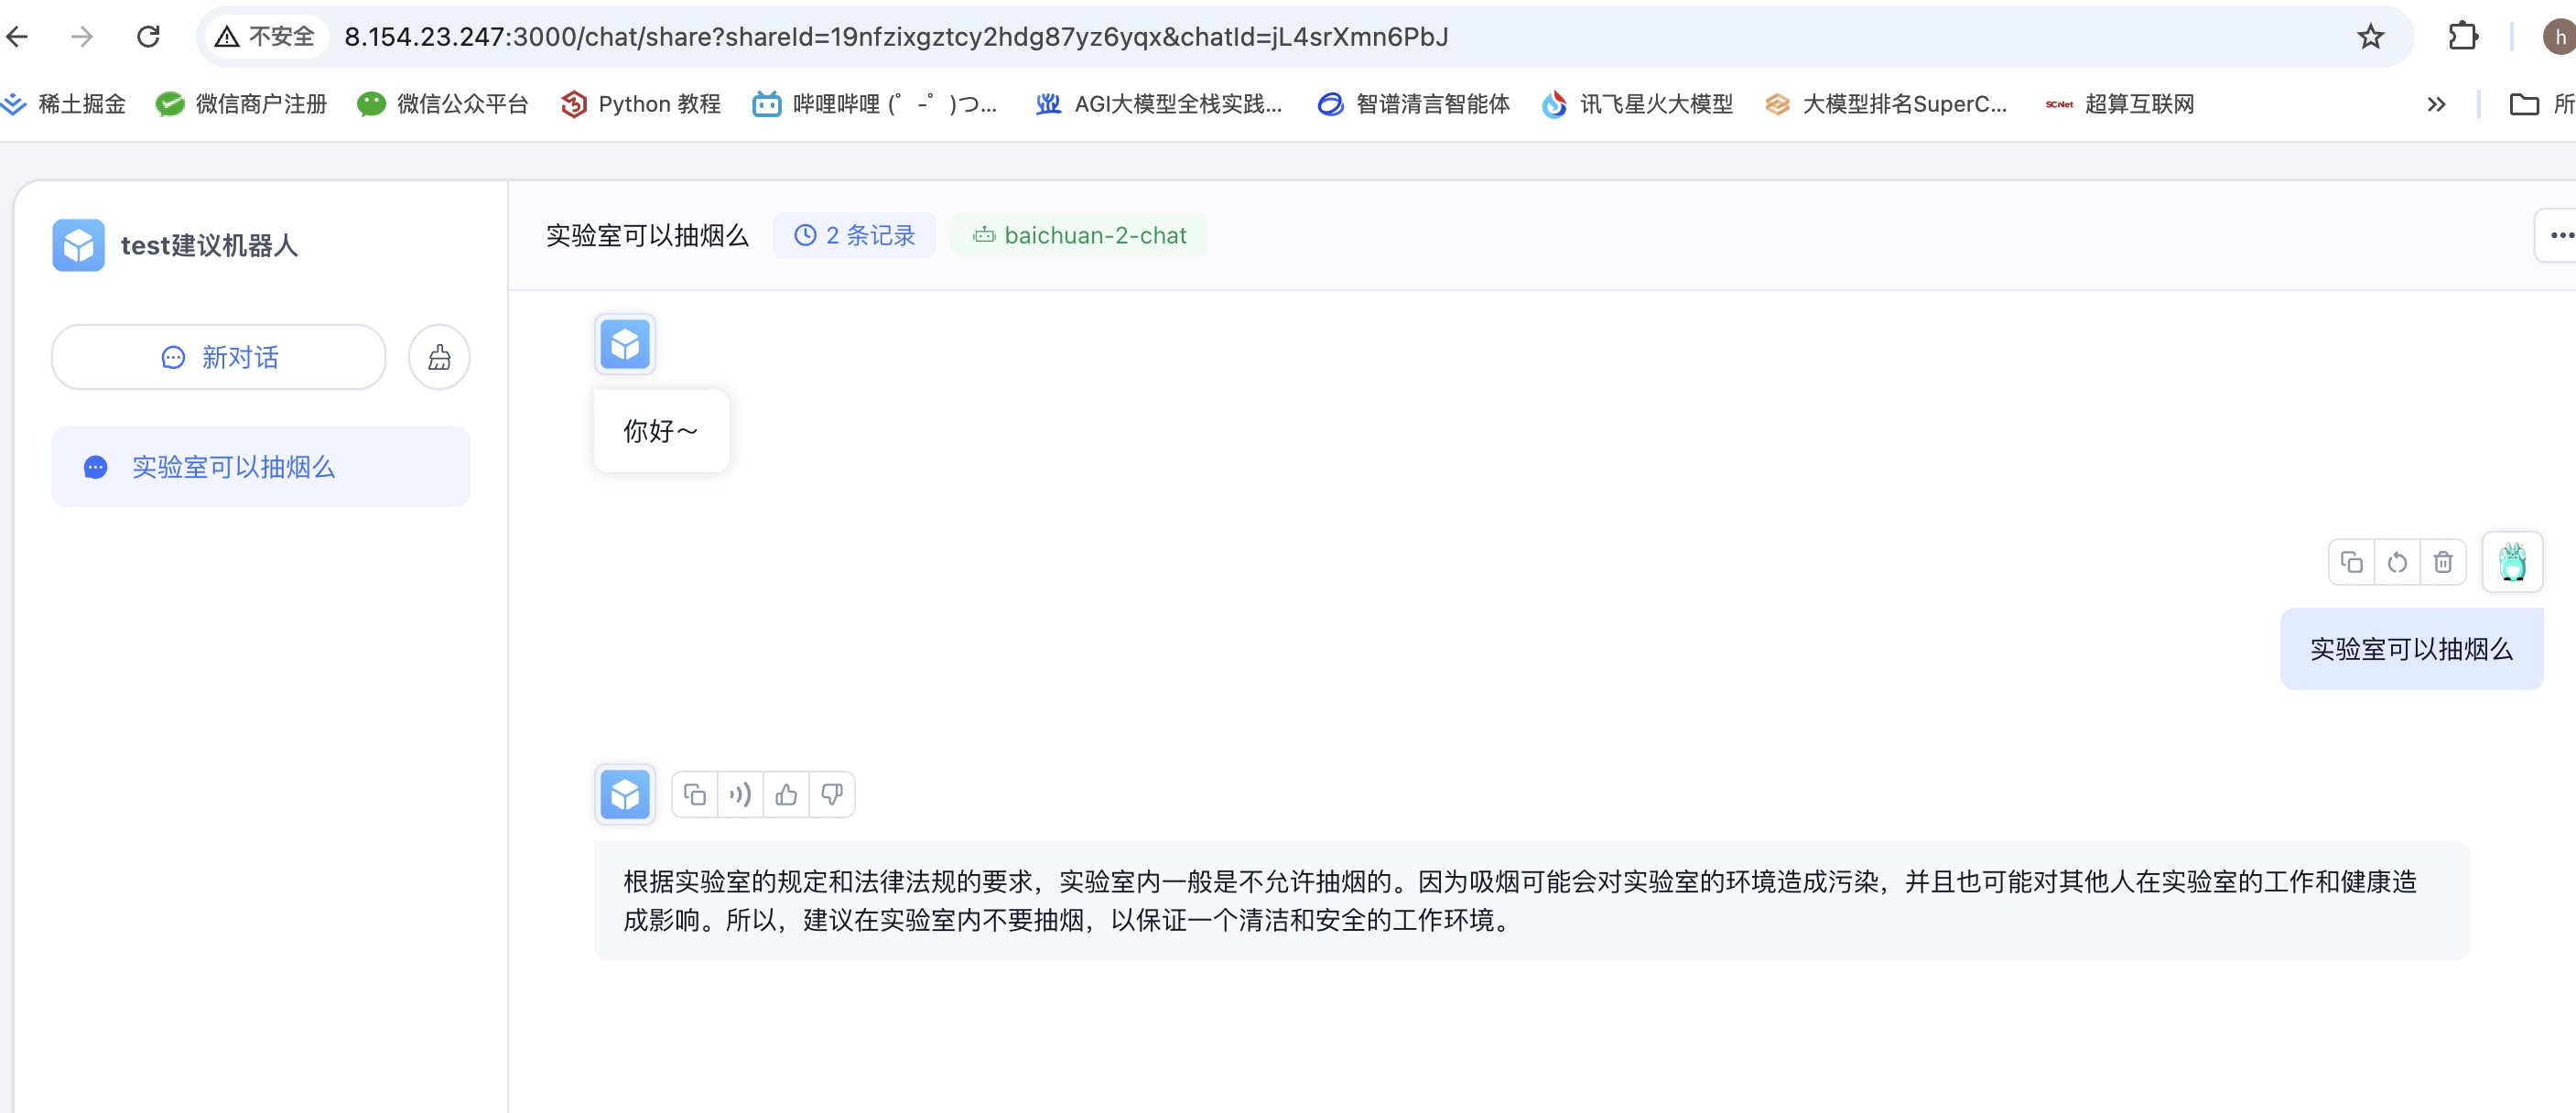 不安全 8.154.23.247:3000/chat/share?shareId=19nfzixgztcy2hdg87yz6yqx&chatId=jL4srXmn6PbJ h
稀土掘金 微信商户注册 微信公众平台 Python 教程 哔哩哔哩 (゜-゜)つ... AGI大模型全栈实践... 智谱清言智能体 讯飞星火大模型 大模型排名SuperC... SCNet 超算互联网 » 所
test建议机器人
新对话
实验室可以抽烟么
实验室可以抽烟么 2 条记录 baichuan-2-chat
你好～
实验室可以抽烟么
根据实验室的规定和法律法规的要求，实验室内一般是不允许抽烟的。因为吸烟可能会对实验室的环境造成污染，并且也可能对其他人在实验室的工作和健康造
成影响。所以，建议在实验室内不要抽烟，以保证一个清洁和安全的工作环境。